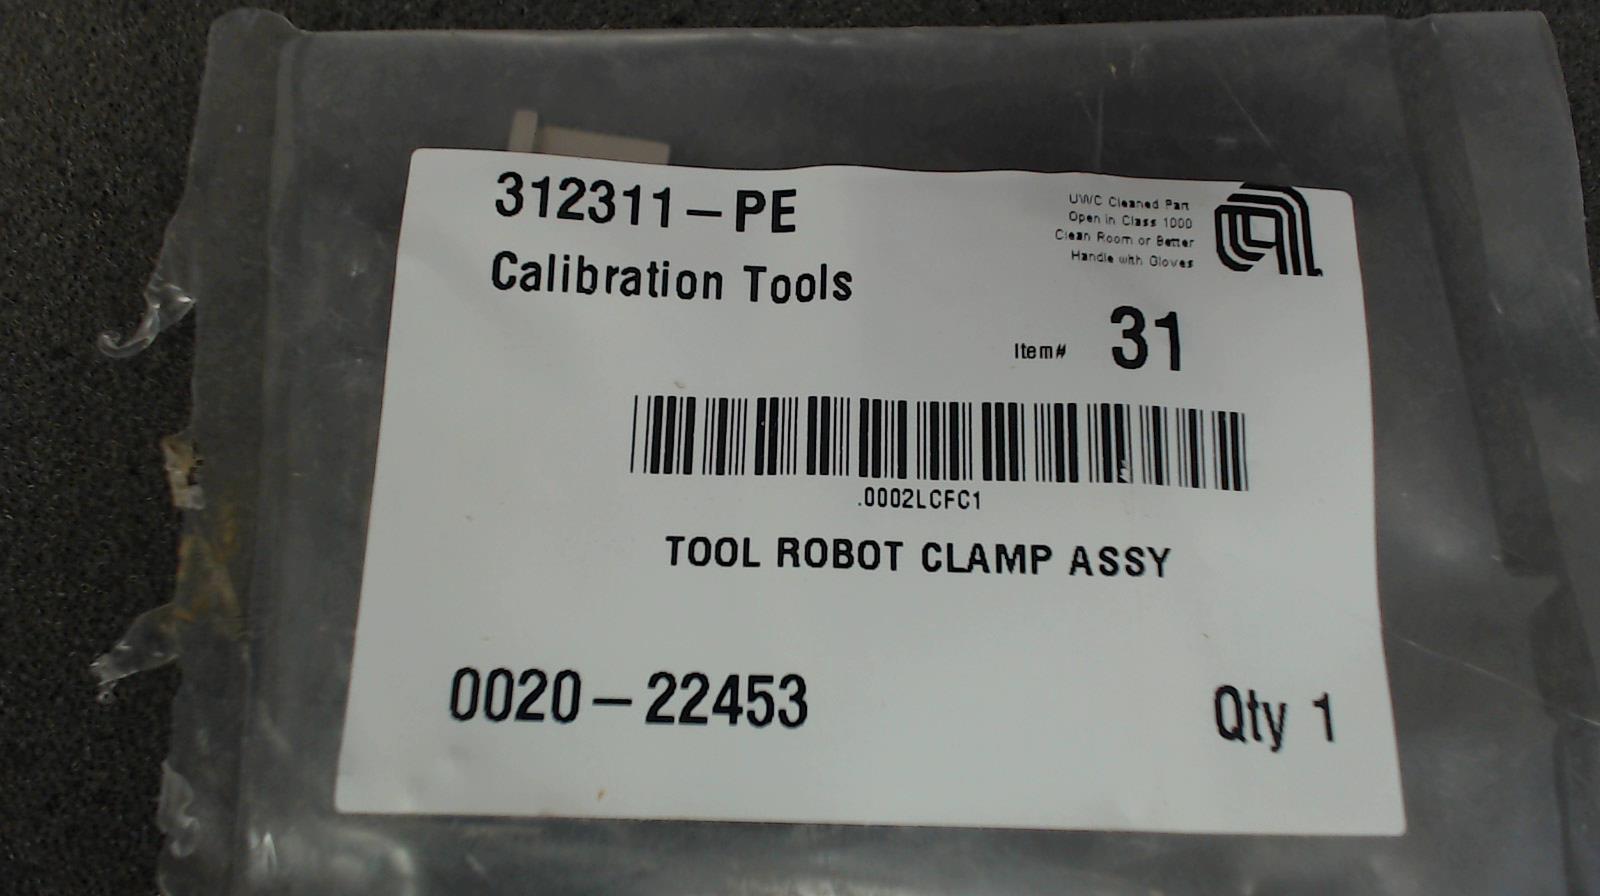 312311-PE
Calibration Tools
UWC Cleaned Part
Open in Class 1000
Clean Room or Better
Handle with Gloves
Item# 31
.0002LCFC1
TOOL ROBOT CLAMP ASSY
0020-22453
Qty 1